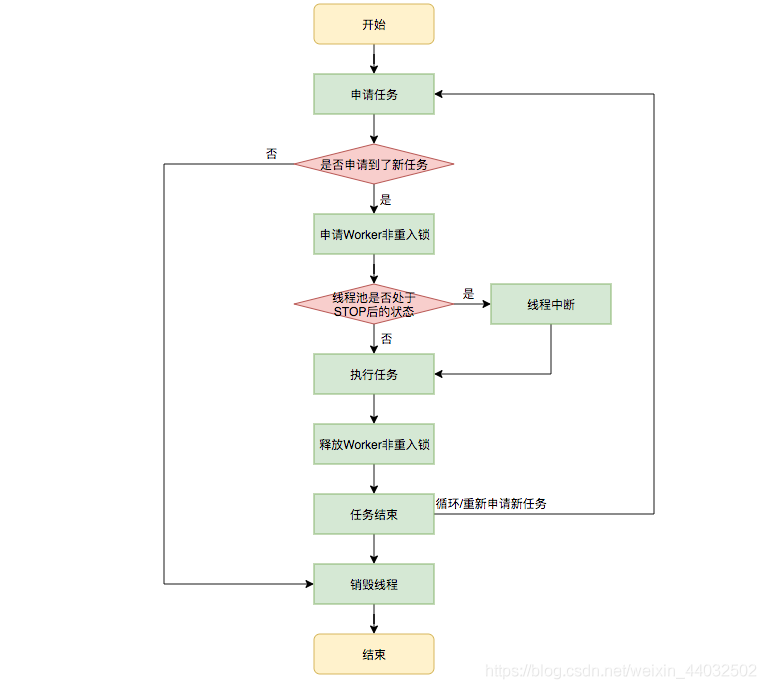 开始
申请任务
否
是否申请到了新任务
是
申请Worker非重入锁
线程池是否处于
STOP后的状态
是
线程中断
否
执行任务
释放Worker非重入锁
任务结束
循环/重新申请新任务
销毁线程
结束
https://blog.csdn.net/weixin_44032502